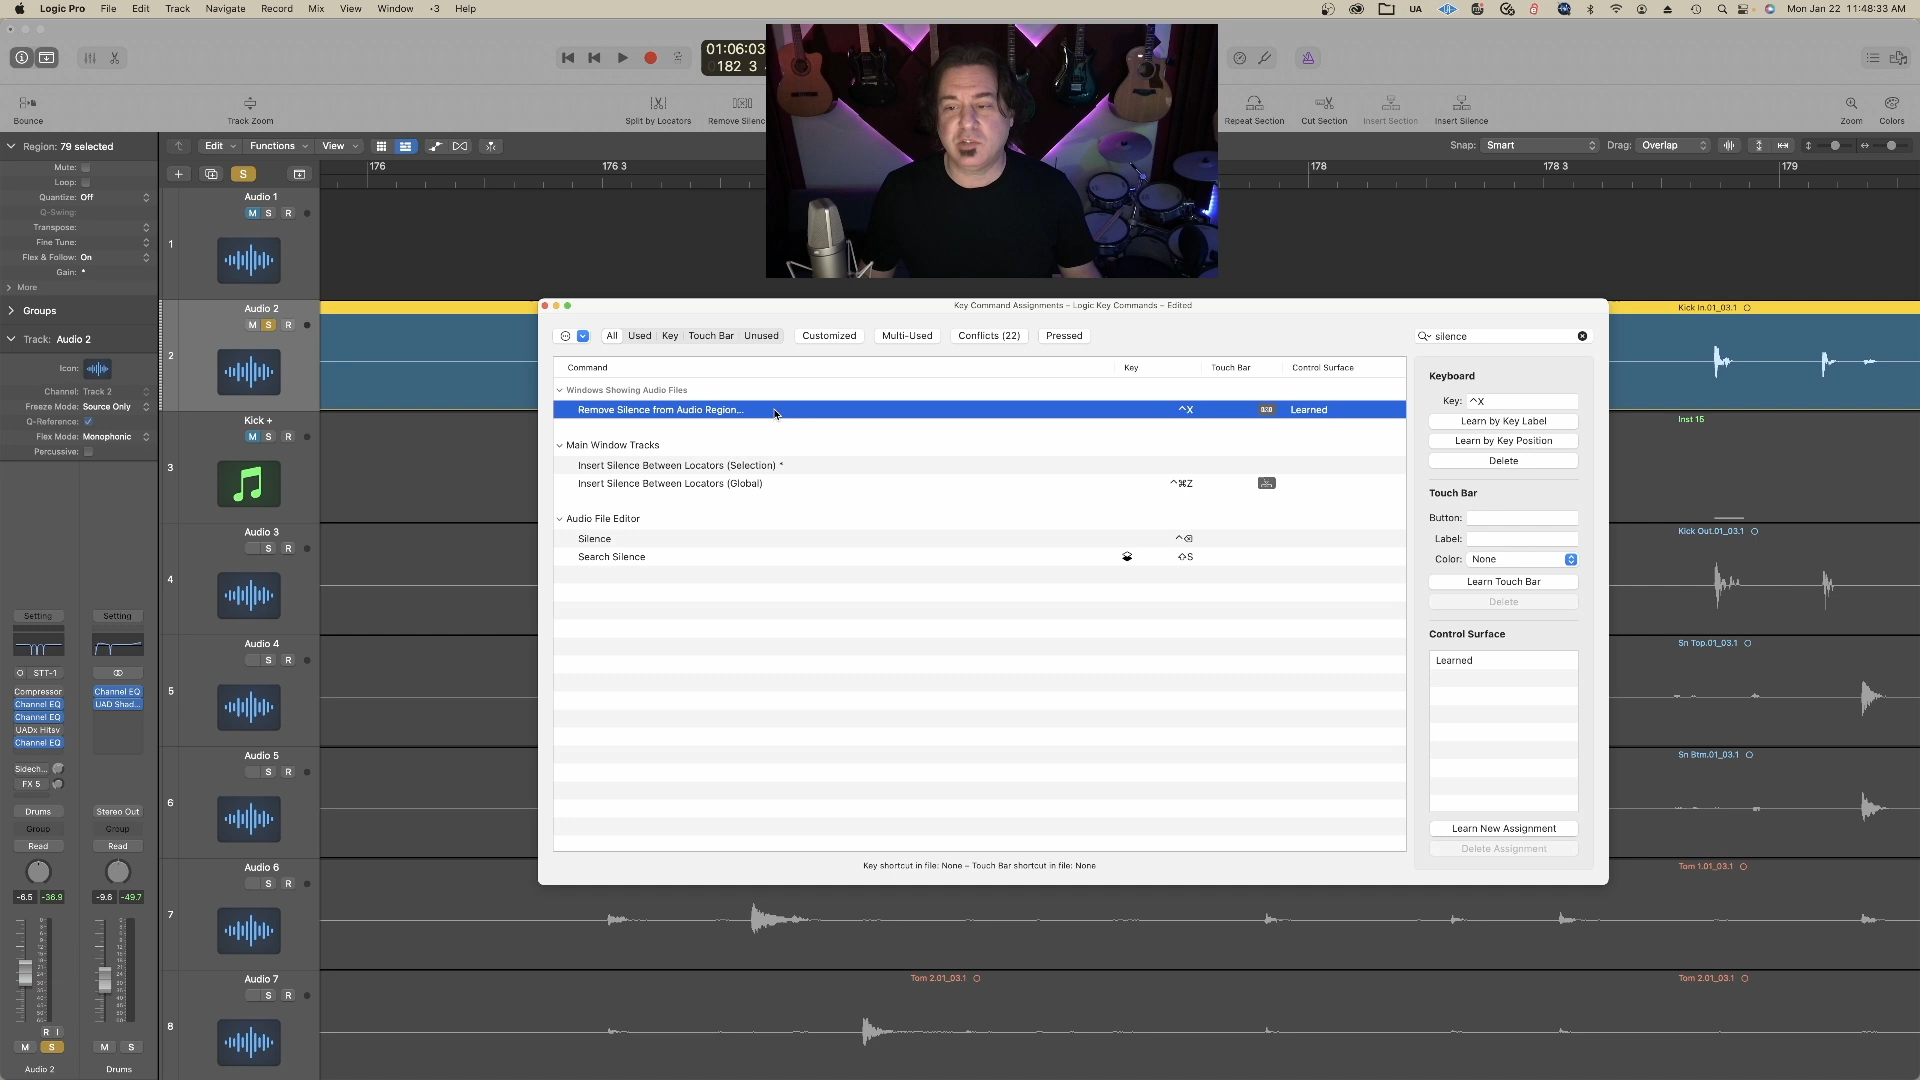 Logic Pro File Edit Track Navigate Record Mix View Window 3 Help
UA Mon Jan 22 11:48:33 AM
01:06:03
182 3
Bounce Track Zoom Split by Locators Remove Silenc Repeat Section Cut Section Insert Section Insert Silence Zoom Colors
Region: 79 selected
Edit Functions View
Snap: Smart Drag: Overlap
Mute:
Loop:
Quantize: Off
Q-Swing:
Transpose:
Fine Tune:
Flex & Follow: On
Gain:
More
Groups
Track: Audio 2
Icon:
Channel: Track 2
Freeze Mode: Source Only
Q-Reference:
Flex Mode: Monophonic
Percussive:
176 176 3 178 178 3 179
S
Audio 1
M S R
1
Audio 2
M S R
2
Kick +
M S R
3
Audio 3
S R
4
Audio 4
S R
5
Audio 5
S R
6
Audio 6
S R
7
Audio 7
S R
8
Kick In.01_03.1
Inst 15
Kick Out.01_03.1
Sn Top.01_03.1
Sn Btm.01_03.1
Tom 1.01_03.1
Tom 2.01_03.1
Tom 2.01_03.1
Key Command Assignments – Logic Key Commands – Edited
All Used Key Touch Bar Unused Customized Multi-Used Conflicts (22) Pressed silence
Command Key Touch Bar Control Surface
Windows Showing Audio Files
Remove Silence from Audio Region... ^X Learned
Main Window Tracks
Insert Silence Between Locators (Selection) *
Insert Silence Between Locators (Global) ^⌘Z
Audio File Editor
Silence ^⌫
Search Silence ⇧S
Key shortcut in file: None – Touch Bar shortcut in file: None
Keyboard
Key: ^X
Learn by Key Label
Learn by Key Position
Delete
Touch Bar
Button:
Label:
Color: None
Learn Touch Bar
Delete
Control Surface
Learned
Learn New Assignment
Delete Assignment
Setting Setting
STT-1
Compressor Channel EQ
Channel EQ UAD Shad...
Channel EQ
UADx Hitsv
Channel EQ
Sidech...
FX 5
Drums Stereo Out
Group Group
Read Read
-6.5 -36.9 -9.6 -49.7
R I
M S M S
Audio 2 Drums